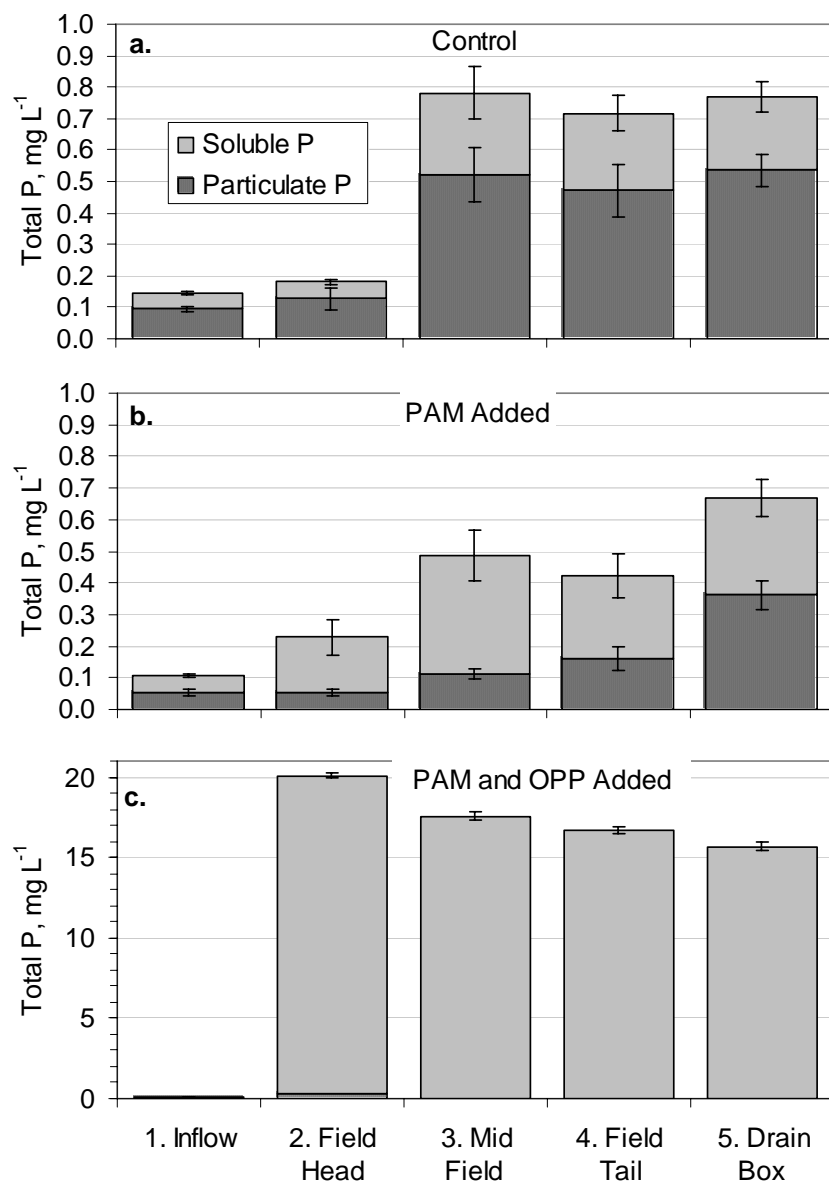 a.
Control
Soluble P
Particulate P
Total P, mg L⁻¹
1.0
0.9
0.8
0.7
0.6
0.5
0.4
0.3
0.2
0.1
0.0
b.
PAM Added
Total P, mg L⁻¹
1.0
0.9
0.8
0.7
0.6
0.5
0.4
0.3
0.2
0.1
0.0
c.
PAM and OPP Added
Total P, mg L⁻¹
20
15
10
5
0
1. Inflow
2. Field
Head
3. Mid
Field
4. Field
Tail
5. Drain
Box